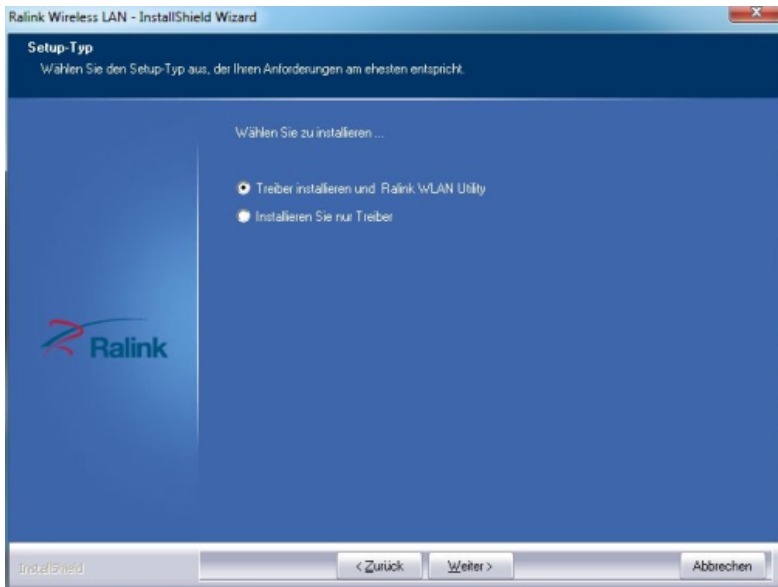 Ralink Wireless LAN - InstallShield Wizard
Setup-Typ
Wählen Sie den Setup-Typ aus, der Ihren Anforderungen am ehesten entspricht.
Wählen Sie zu installieren ...
Treiber installieren und Ralink WLAN Utility
Installieren Sie nur Treiber
Ralink
InstallShield
< Zurück
Weiter >
Abbrechen